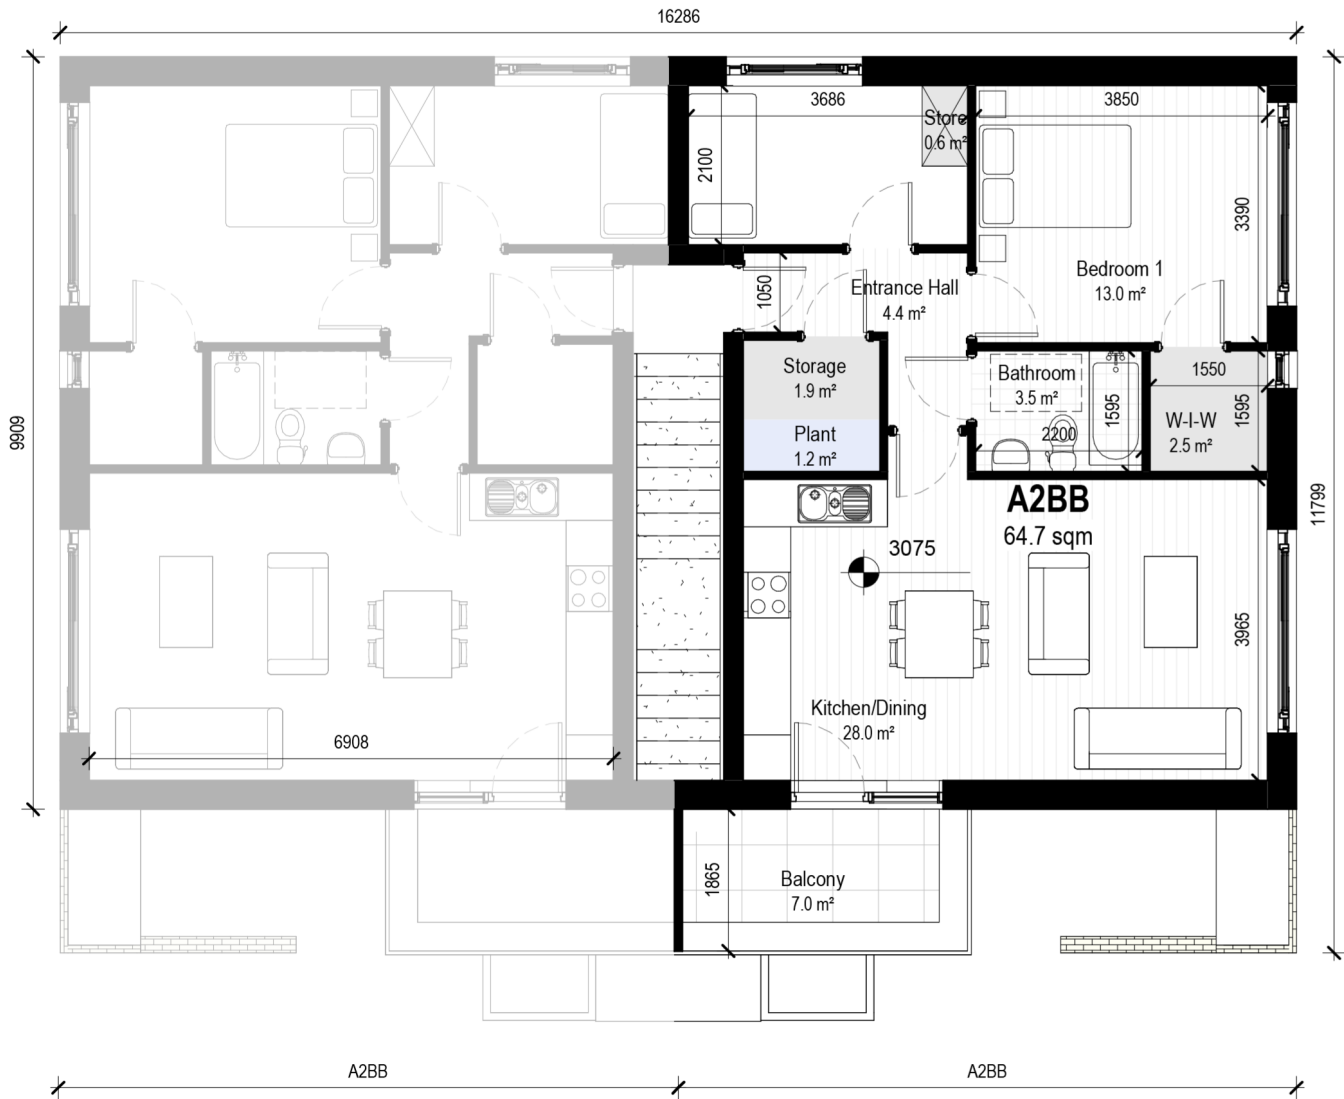 16286
3686
3850
Store
0.6 m²
2100
3390
Bedroom 1
13.0 m²
1050
Entrance Hall
4.4 m²
Storage
1.9 m²
Bathroom
3.5 m²
1595
1550
1595
W-I-W
2.5 m²
2200
Plant
1.2 m²
9909
A2BB
64.7 sqm
11799
3075
3965
Kitchen/Dining
28.0 m²
6908
1865
Balcony
7.0 m²
A2BB
A2BB